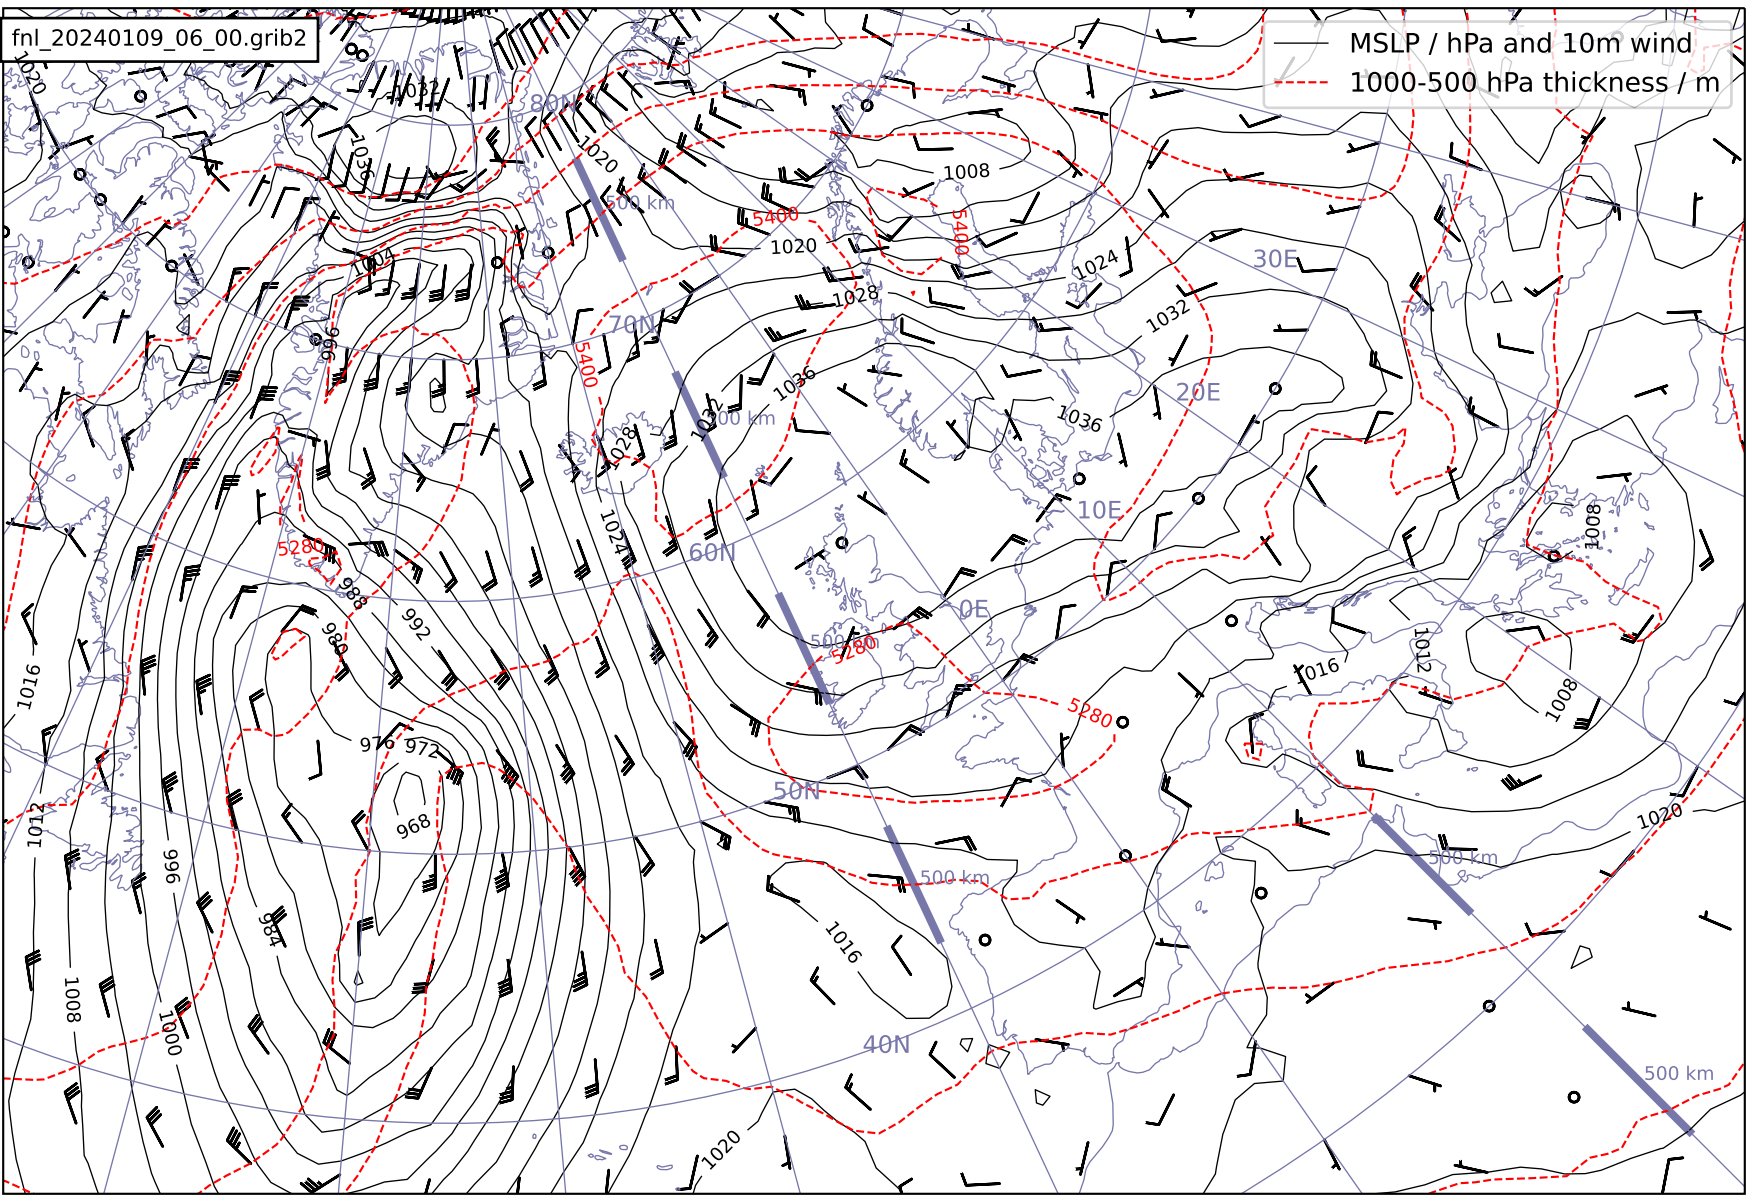 fnl_20240109_06_00.grib2
MSLP / hPa and 10m wind
1000-500 hPa thickness / m
1020
1032
80N
1036
1020
1008
500 km
5400
5400
1020
1004
1024
30E
1028
1032
70N
996
5400
1036
20E
1032
500 km
1036
1028
10E
1024
1008
60N
5280
988
0E
992
980
500 km
5280
1012
1016
1016
1008
5280
976
972
50N
968
1012
1020
500 km
996
500 km
984
1016
1008
1000
40N
500 km
1020